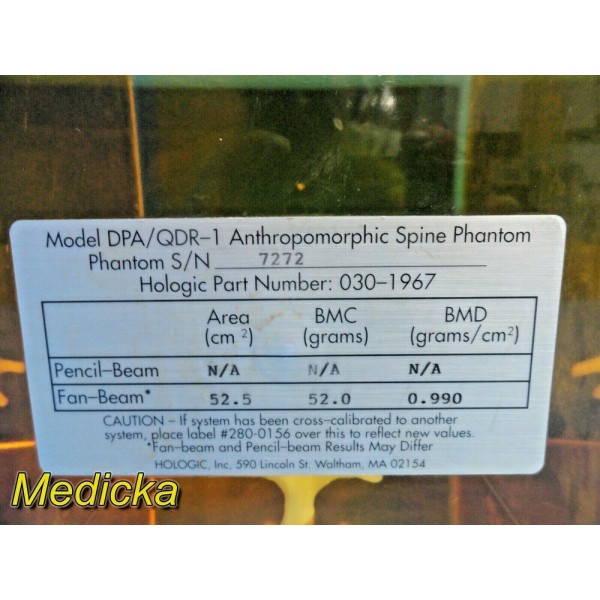 Model DPA/QDR–1 Anthropomorphic Spine Phantom
Phantom S/N 7272
Hologic Part Number: 030–1967
Area (cm ²) BMC (grams) BMD (grams/cm²)
Pencil–Beam N/A N/A N/A
Fan–Beam* 52.5 52.0 0.990
CAUTION – If system has been cross–calibrated to another
system, place label #280-0156 over this to reflect new values.
*Fan–beam and Pencil–beam Results May Differ
HOLOGIC, Inc, 590 Lincoln St. Waltham, MA 02154
Medicka